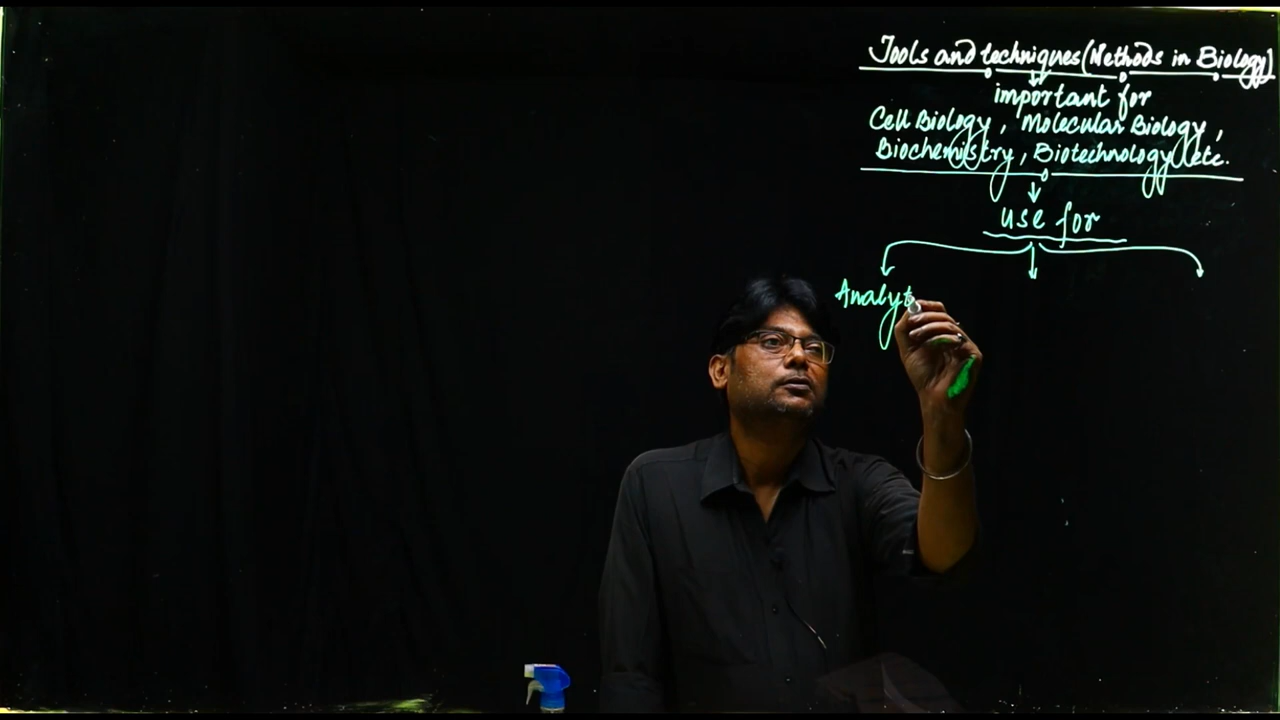 Tools and techniques (Methods in Biology)
important for
Cell Biology, Molecular Biology,
Biochemistry, Biotechnology etc.
use for
Analyt